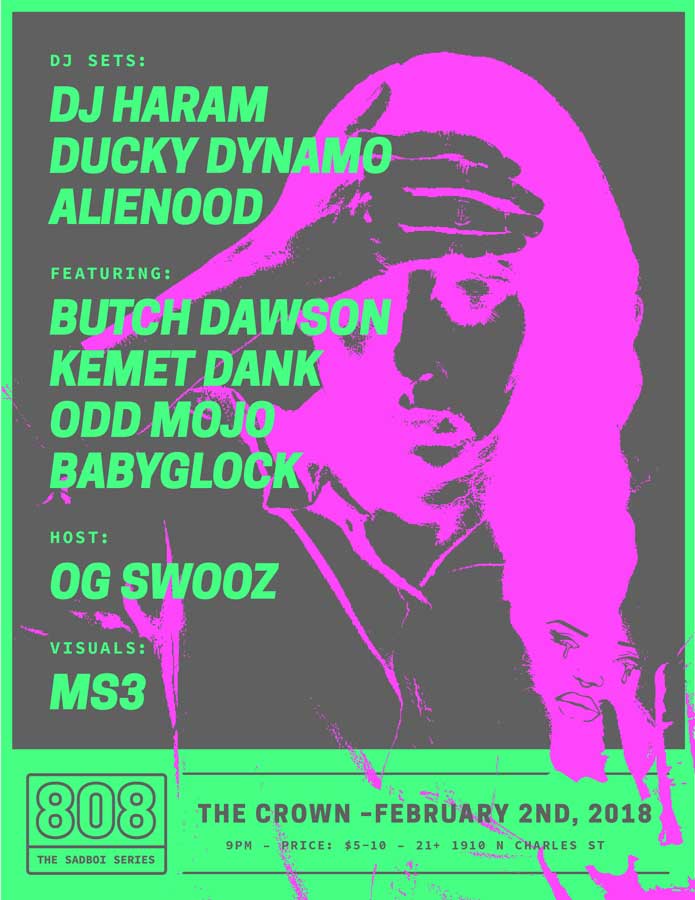 DJ SETS:
DJ HARAM
DUCKY DYNAMO
ALIENOOD
FEATURING:
BUTCH DAWSON
KEMET DANK
ODD MOJO
BABYGLOCK
HOST:
OG SWOOZ
VISUALS:
MS3
808
THE SADBOI SERIES
THE CROWN -FEBRUARY 2ND, 2018
9PM - PRICE: $5-10 - 21+ 1910 N CHARLES ST